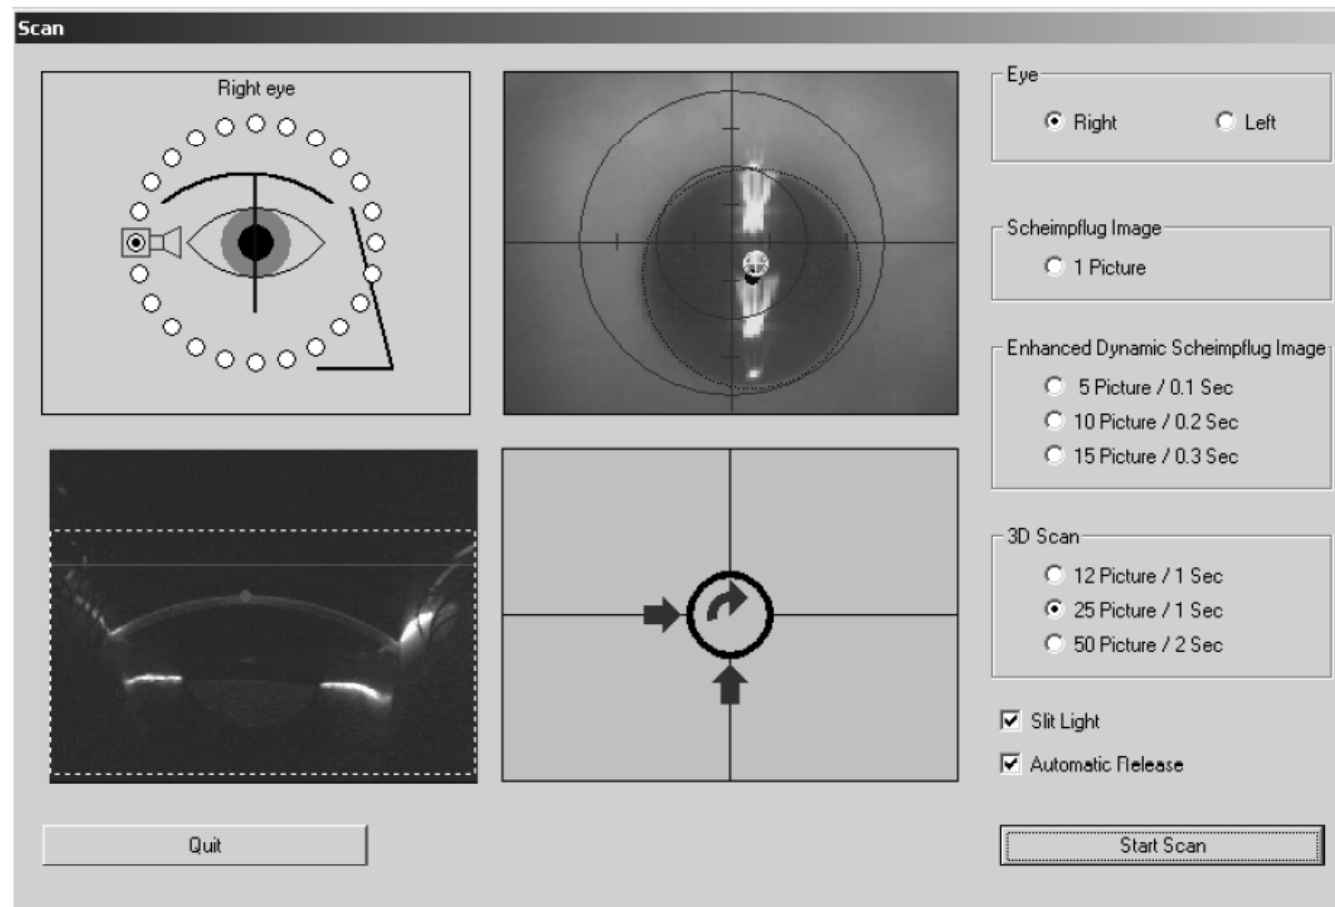 Scan
Right eye
Eye
Right
Left
Scheimpflug Image
1 Picture
Enhanced Dynamic Scheimpflug Image
5 Picture / 0.1 Sec
10 Picture / 0.2 Sec
15 Picture / 0.3 Sec
3D Scan
12 Picture / 1 Sec
25 Picture / 1 Sec
50 Picture / 2 Sec
Slit Light
Automatic Release
Quit
Start Scan